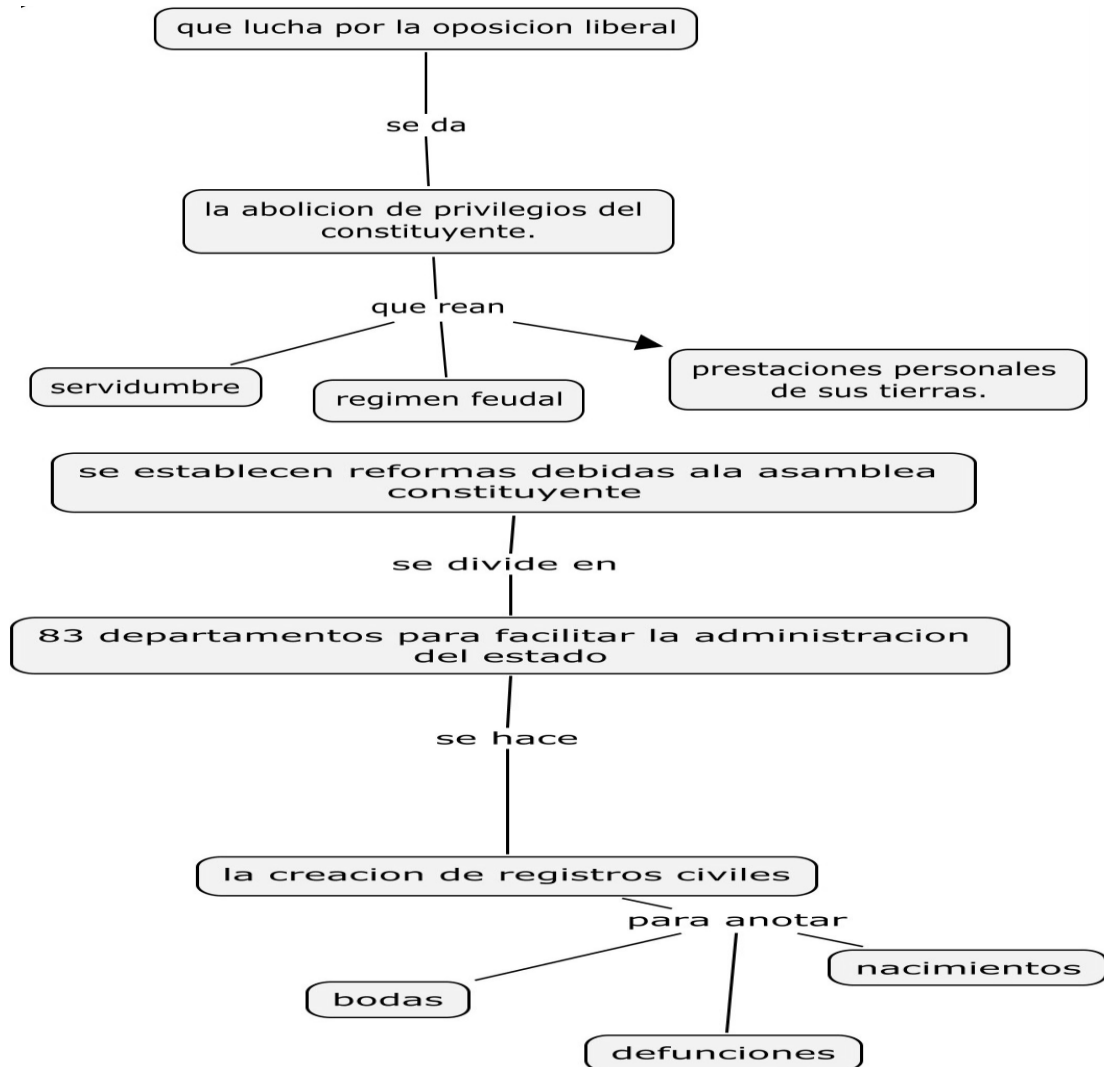 que lucha por la oposicion liberal
se da
la abolicion de privilegios del
constituyente.
que rean
servidumbre
regimen feudal
prestaciones personales
de sus tierras.
se establecen reformas debidas ala asamblea
constituyente
se divide en
83 departamentos para facilitar la administracion
del estado
se hace
la creacion de registros civiles
para anotar
bodas
defunciones
nacimientos